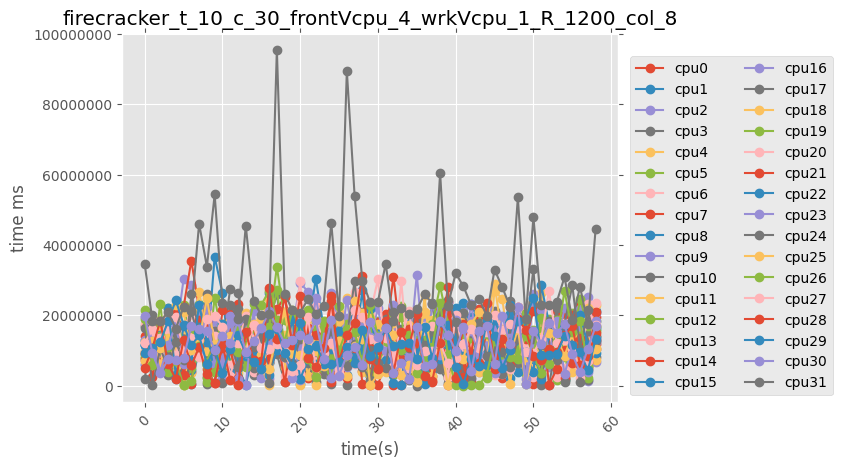 firecracker_t_10_c_30_frontVcpu_4_wrkVcpu_1_R_1200_col_8
100000000
80000000
60000000
40000000
20000000
0
time ms
0
10
20
30
40
50
60
time(s)
cpu0
cpu1
cpu2
cpu3
cpu4
cpu5
cpu6
cpu7
cpu8
cpu9
cpu10
cpu11
cpu12
cpu13
cpu14
cpu15
cpu16
cpu17
cpu18
cpu19
cpu20
cpu21
cpu22
cpu23
cpu24
cpu25
cpu26
cpu27
cpu28
cpu29
cpu30
cpu31